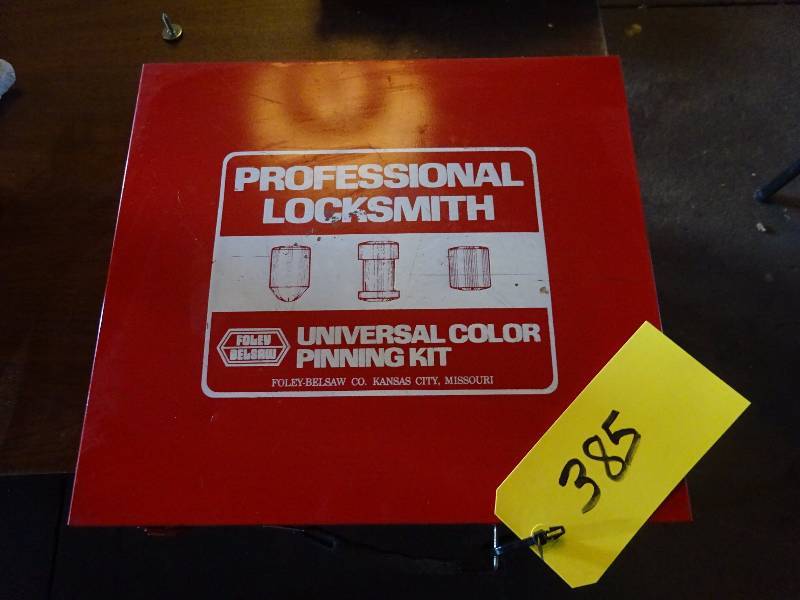 PROFESSIONAL
LOCKSMITH
FOLEY
BELSAW
UNIVERSAL COLOR
PINNING KIT
FOLEY-BELSAW CO. KANSAS CITY, MISSOURI
385